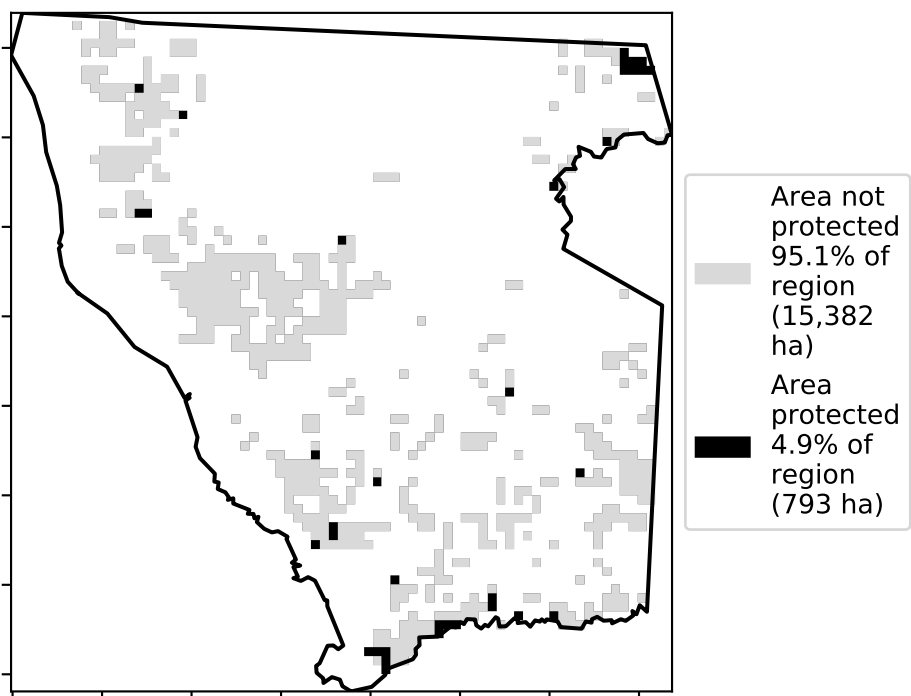 Area not
protected
95.1% of
region
(15,382
ha)
Area
protected
4.9% of
region
(793 ha)